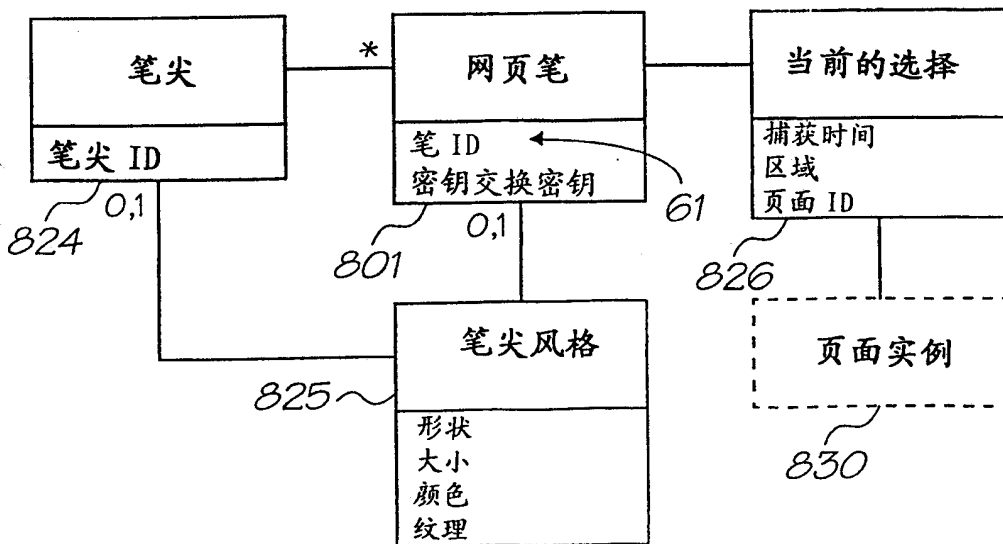 笔尖
笔尖 ID
0,1
824
*
网页笔
笔 ID
密钥交换密钥
61
0,1
801
当前的选择
捕获时间
区域
页面 ID
826
笔尖风格
825
形状
大小
颜色
纹理
页面实例
830